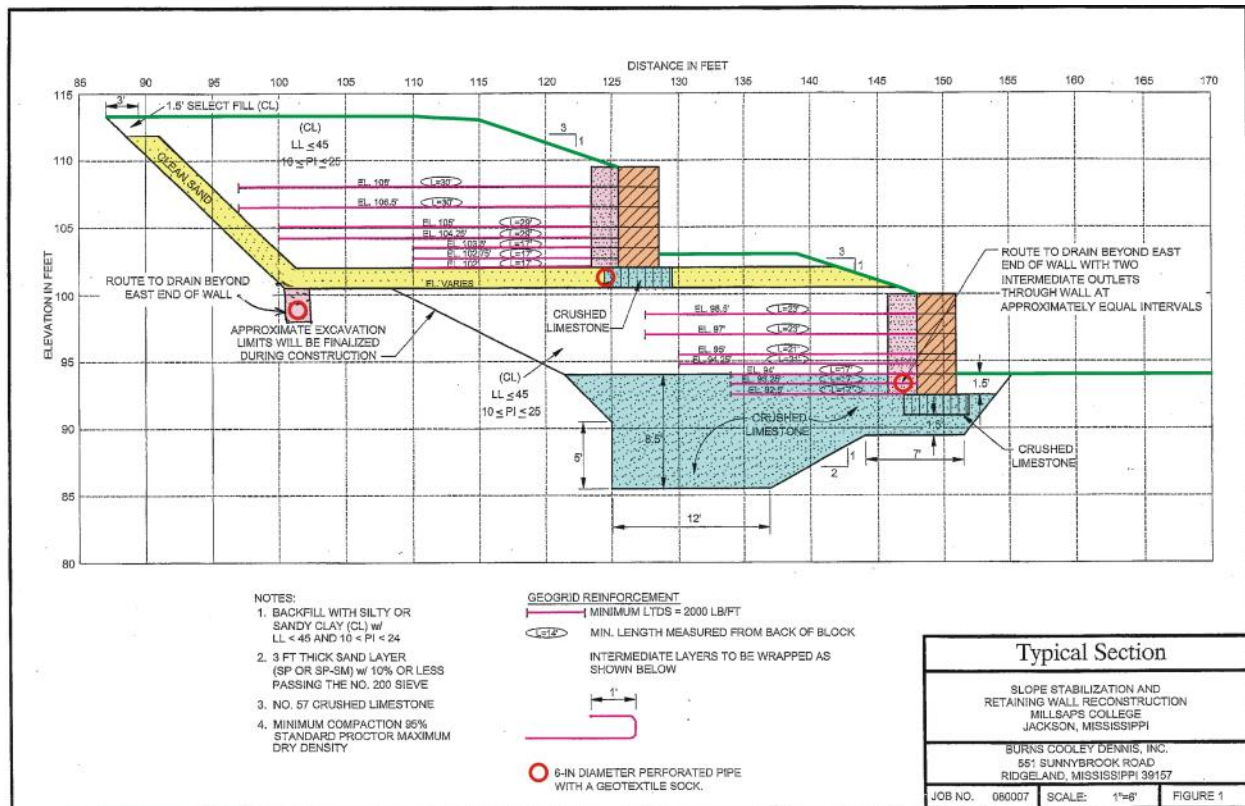 DISTANCE IN FEET
85 90 95 100 105 110 115 120 125 130 135 140 145 150 155 160 165 170
ELEVATION IN FEET
115
110
105
100
95
90
85
80
3'
1.5' SELECT FILL (CL)
(CL)
LL ≤ 45
10 ≤ PI ≤ 25
3
1
CLEAN SAND
EL. 106.5' L=30'
EL. 105' L=29'
EL. 104.25' L=29'
L=17'
EL. 102.75' L=17'
EL. 102' L=17'
EL. VARIES
3
1
ROUTE TO DRAIN BEYOND
EAST END OF WALL
ROUTE TO DRAIN BEYOND EAST
END OF WALL WITH TWO
INTERMEDIATE OUTLETS
THROUGH WALL AT
APPROXIMATELY EQUAL INTERVALS
CRUSHED
LIMESTONE
APPROXIMATE EXCAVATION
LIMITS WILL BE FINALIZED
DURING CONSTRUCTION
EL. 98.5' L=23'
EL. 97' L=23'
EL. 95' L=21'
EL. 94.25' L=21'
EL. 94' L=17'
EL. 93.25' L=17'
EL. 92.5' L=17'
(CL)
LL ≤ 45
10 ≤ PI ≤ 25
1.5'
1.5'
CRUSHED
LIMESTONE
CRUSHED
LIMESTONE
8.5'
5'
1
2
7'
12'
NOTES:
1. BACKFILL WITH SILTY OR
SANDY CLAY (CL) w/
LL < 45 AND 10 < PI < 24
2. 3 FT THICK SAND LAYER
(SP OR SP-SM) w/ 10% OR LESS
PASSING THE NO. 200 SIEVE
3. NO. 57 CRUSHED LIMESTONE
4. MINIMUM COMPACTION 95%
STANDARD PROCTOR MAXIMUM
DRY DENSITY
GEOGRID REINFORCEMENT
MINIMUM LTDS = 2000 LB/FT
L=14' MIN. LENGTH MEASURED FROM BACK OF BLOCK
INTERMEDIATE LAYERS TO BE WRAPPED AS
SHOWN BELOW
1'
6-IN DIAMETER PERFORATED PIPE
WITH A GEOTEXTILE SOCK.
Typical Section
SLOPE STABILIZATION AND
RETAINING WALL RECONSTRUCTION
MILLSAPS COLLEGE
JACKSON, MISSISSIPPI
BURNS COOLEY DENNIS, INC.
551 SUNNYBROOK ROAD
RIDGELAND, MISSISSIPPI 39157
JOB NO. 080007 SCALE: 1"=6' FIGURE 1